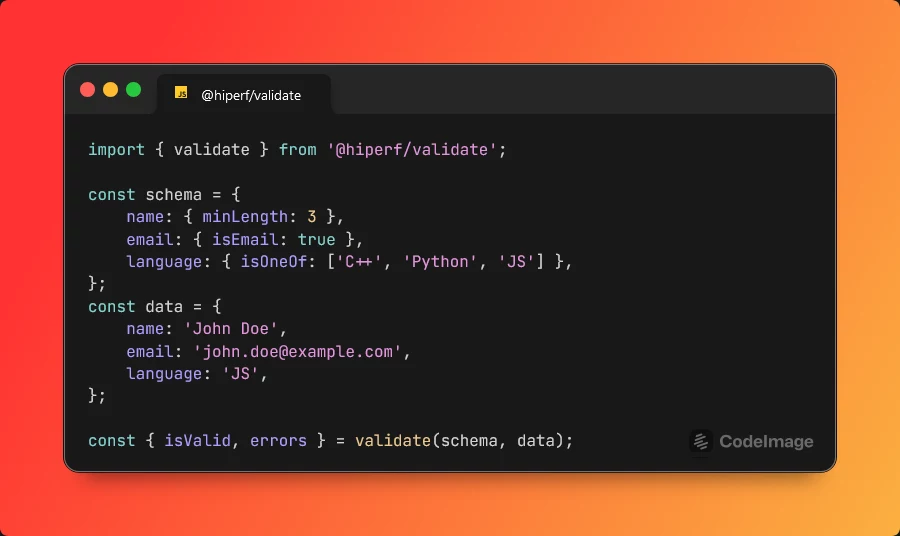 JS @hiperf/validate
import { validate } from '@hiperf/validate';
const schema = {
    name: { minLength: 3 },
    email: { isEmail: true },
    language: { isOneOf: ['C++', 'Python', 'JS'] },
};
const data = {
    name: 'John Doe',
    email: 'john.doe@example.com',
    language: 'JS',
};
const { isValid, errors } = validate(schema, data);
CodeImage